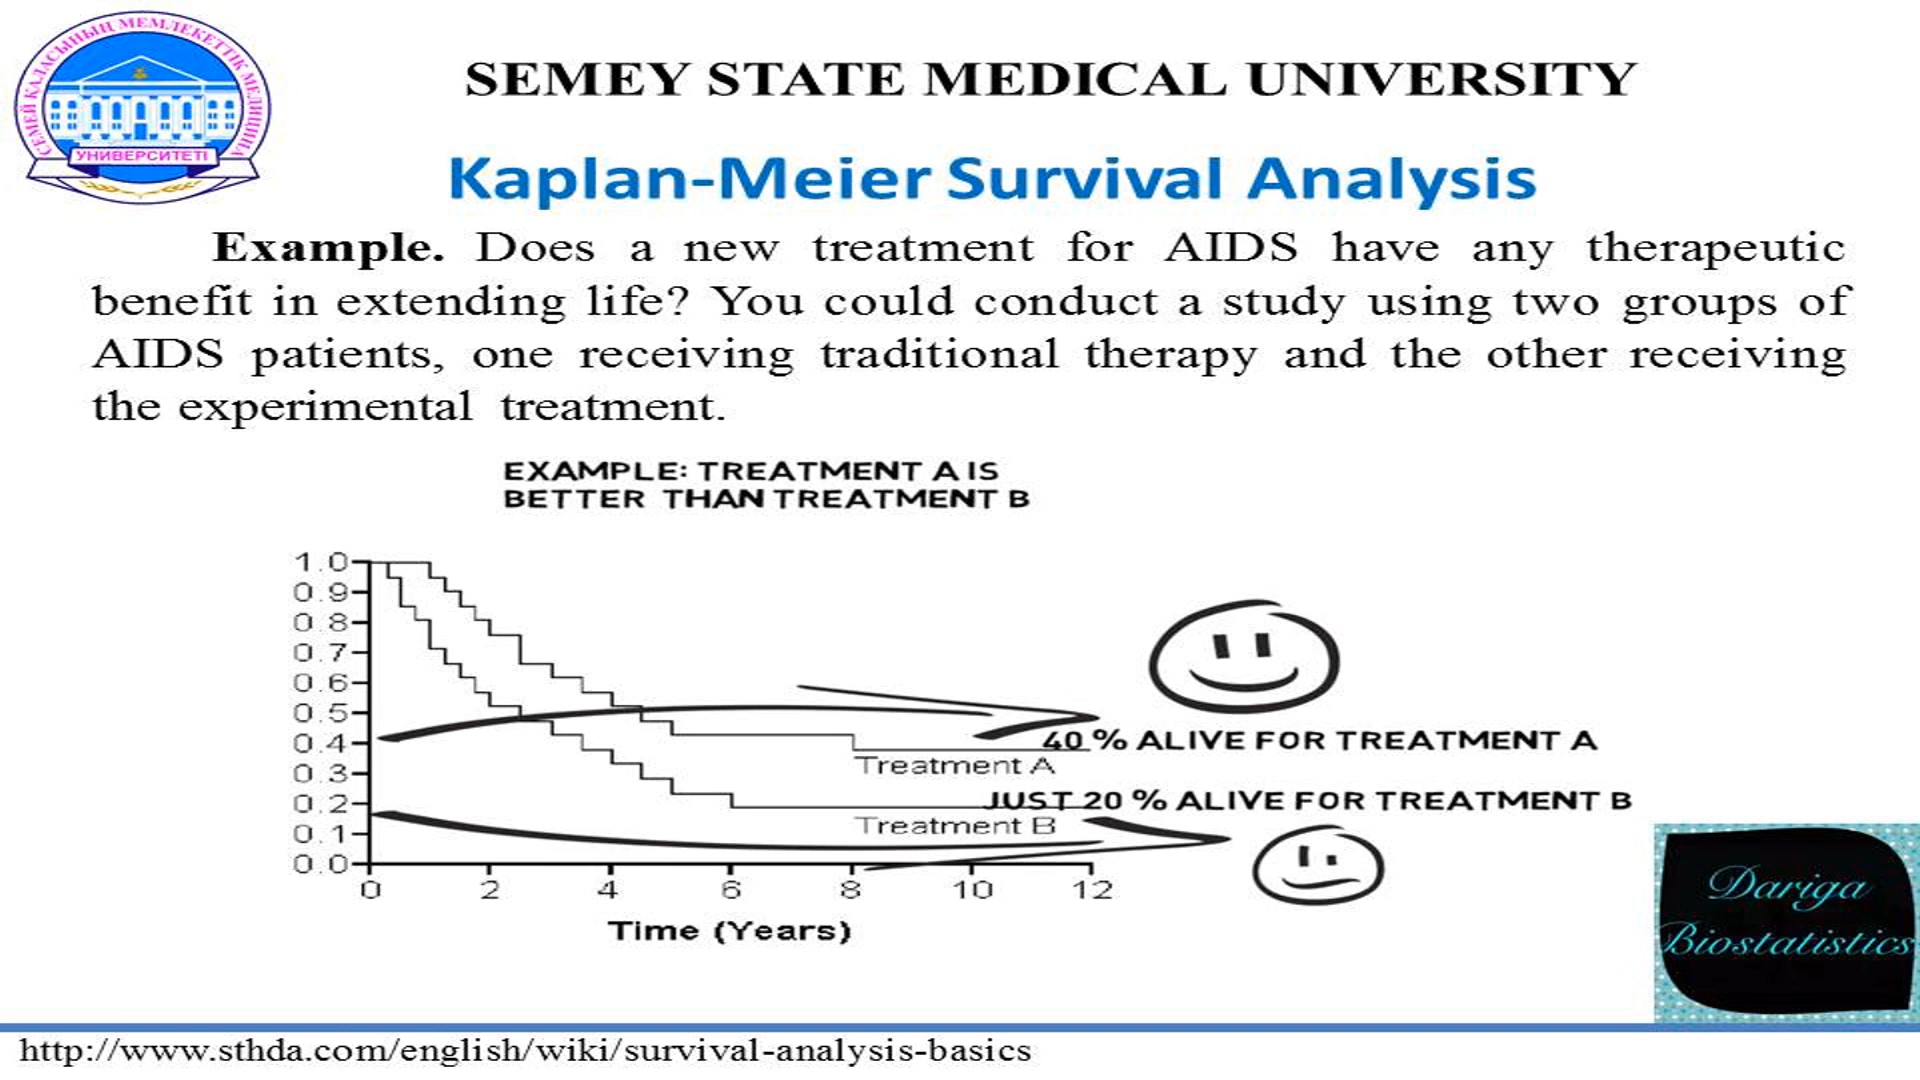 СЕМЕЙ ҚАЛАСЫНЫҢ МЕМЛЕКЕТТІК МЕДИЦИНА
УНИВЕРСИТЕТІ
SEMEY STATE MEDICAL UNIVERSITY
Kaplan-Meier Survival Analysis
Example. Does a new treatment for AIDS have any therapeutic
benefit in extending life? You could conduct a study using two groups of
AIDS patients, one receiving traditional therapy and the other receiving
the experimental treatment.
EXAMPLE: TREATMENT A IS
BETTER THAN TREATMENT B
1.0
0.9
0.8
0.7
0.6
0.5
0.4
40 % ALIVE FOR TREATMENT A
Treatment A
0.3
0.2
JUST 20 % ALIVE FOR TREATMENT B
Treatment B
0.1
0.0
0 2 4 6 8 10 12
Time (Years)
Dariga
Biostatistics
http://www.sthda.com/english/wiki/survival-analysis-basics